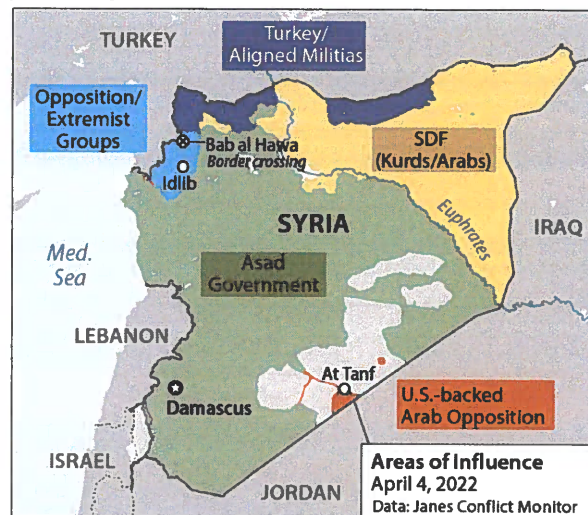 TURKEY
Turkey/
Aligned Militias
Opposition/
Extremist
Groups
Bab al Hawa
Border crossing
Idlib
SDF
(Kurds/Arabs)
SYRIA
Euphrates
IRAQ
Med.
Sea
Asad
Government
LEBANON
At Tanf
Damascus
U.S.-backed
Arab Opposition
ISRAEL
JORDAN
Areas of Influence
April 4, 2022
Data: Janes Conflict Monitor